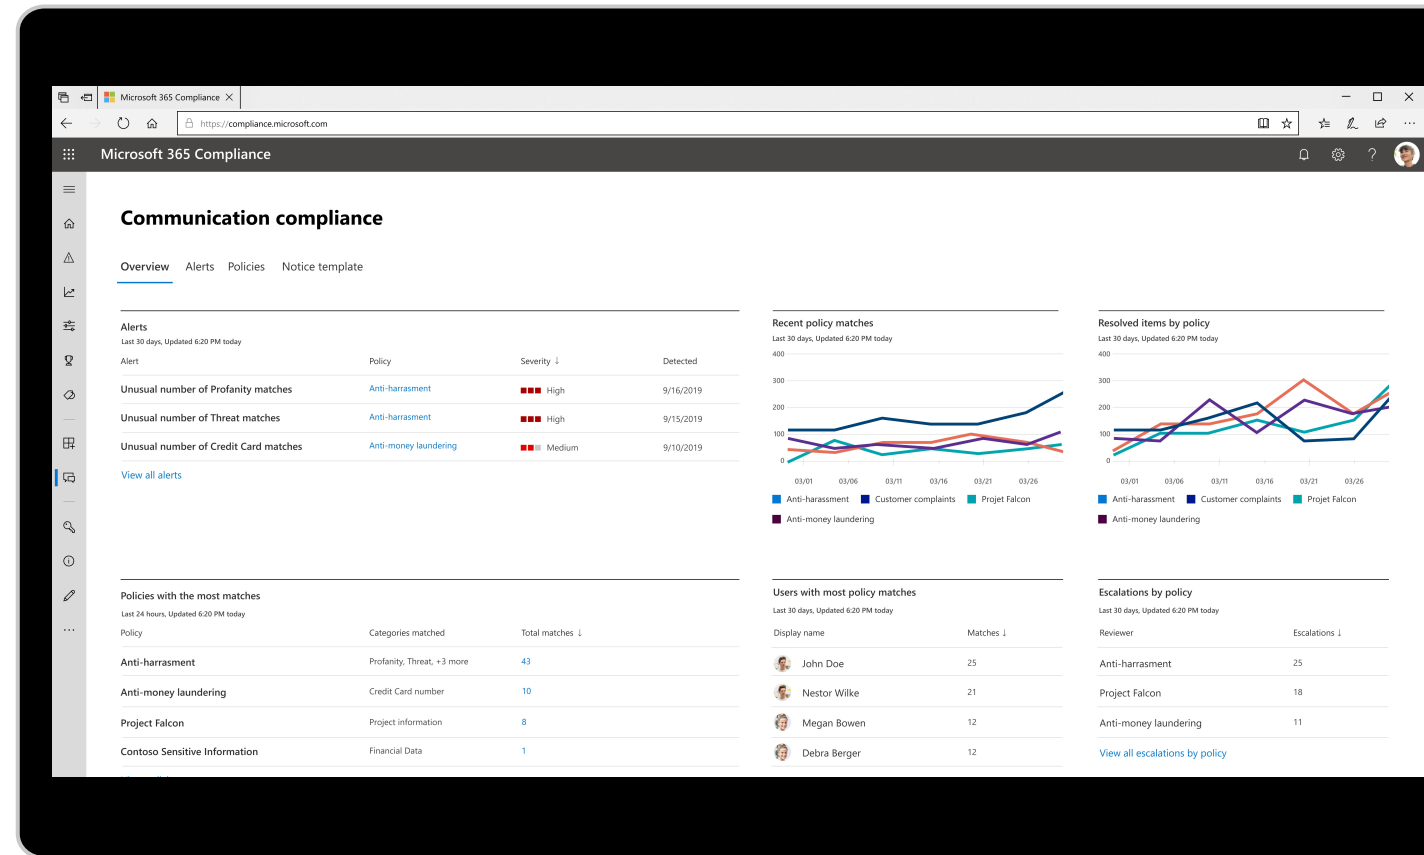 Microsoft 365 Compliance
https://compliance.microsoft.com
Microsoft 365 Compliance
Communication compliance
Overview Alerts Policies Notice template
Alerts
Last 30 days, Updated 6:20 PM today
Alert Policy Severity ↓ Detected
Unusual number of Profanity matches Anti-harrasment High 9/16/2019
Unusual number of Threat matches Anti-harrasment High 9/15/2019
Unusual number of Credit Card matches Anti-money laundering Medium 9/10/2019
View all alerts
Recent policy matches
Last 30 days, Updated 6:20 PM today
400
300
200
100
0
03/01 03/06 03/11 03/16 03/21 03/26
Anti-harassment Customer complaints Projet Falcon
Anti-money laundering
Resolved items by policy
Last 30 days, Updated 6:20 PM today
400
300
200
100
0
03/01 03/06 03/11 03/16 03/21 03/26
Anti-harassment Customer complaints Projet Falcon
Anti-money laundering
Policies with the most matches
Last 24 hours, Updated 6:20 PM today
Policy Categories matched Total matches ↓
Anti-harrasment Profanity, Threat, +3 more 43
Anti-money laundering Credit Card number 10
Project Falcon Project information 8
Contoso Sensitive Information Financial Data 1
Users with most policy matches
Last 30 days, Updated 6:20 PM today
Display name Matches ↓
John Doe 25
Nestor Wilke 21
Megan Bowen 12
Debra Berger 12
Escalations by policy
Last 30 days, Updated 6:20 PM today
Reviewer Escalations ↓
Anti-harrasment 25
Project Falcon 18
Anti-money laundering 11
View all escalations by policy